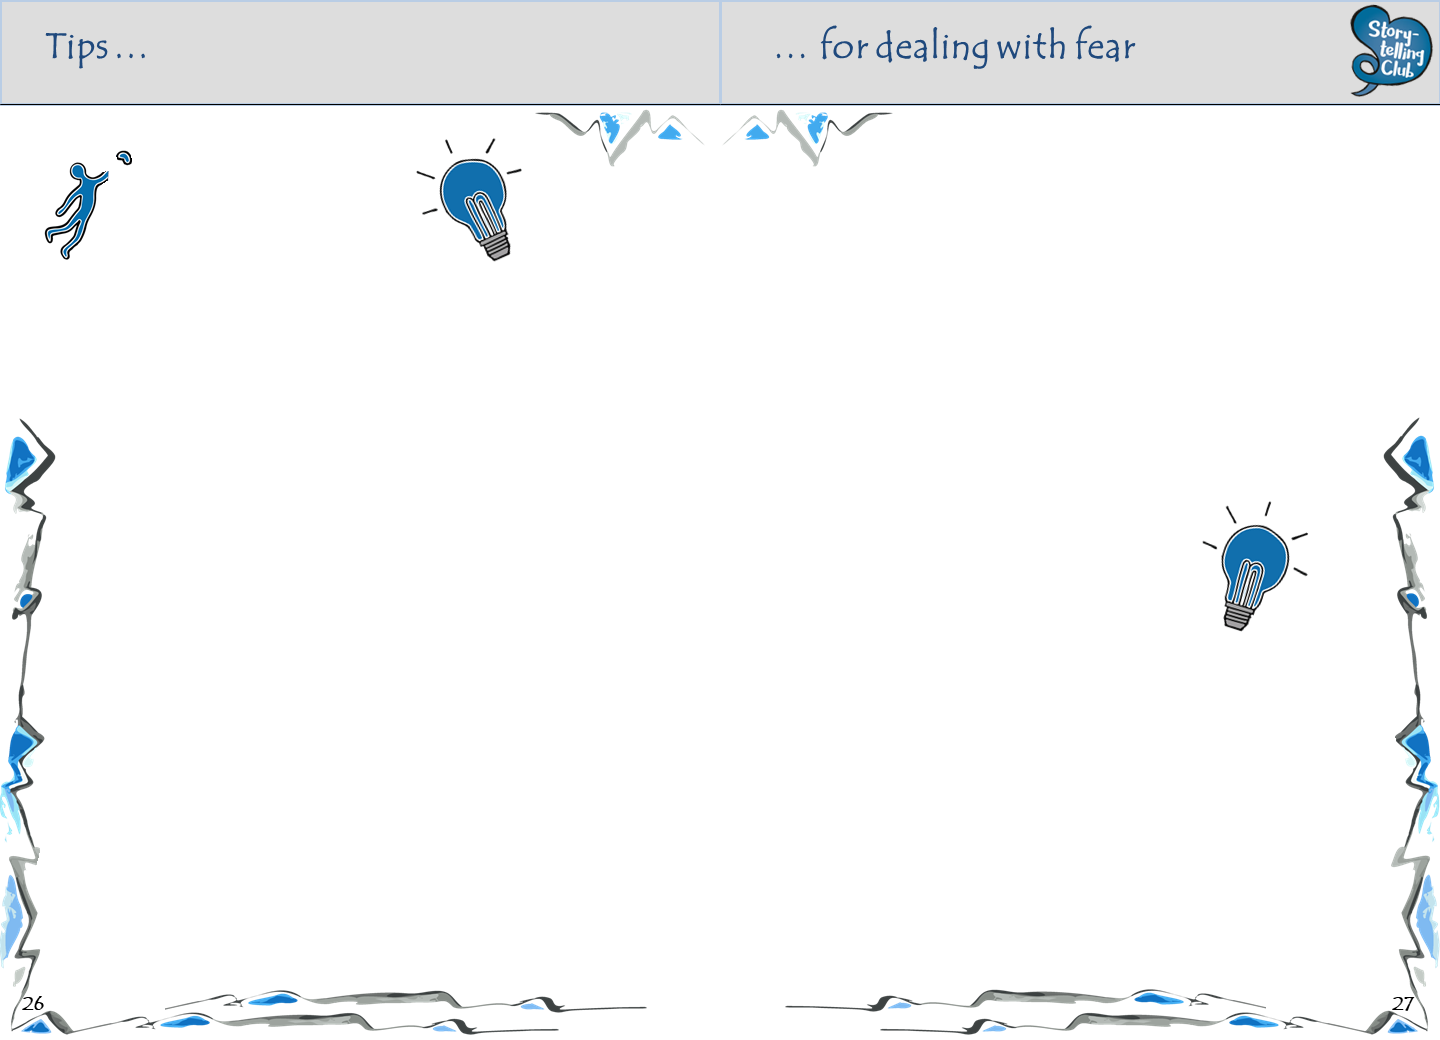 Tips …
… for dealing with fear
Story-
telling
Club
26
27